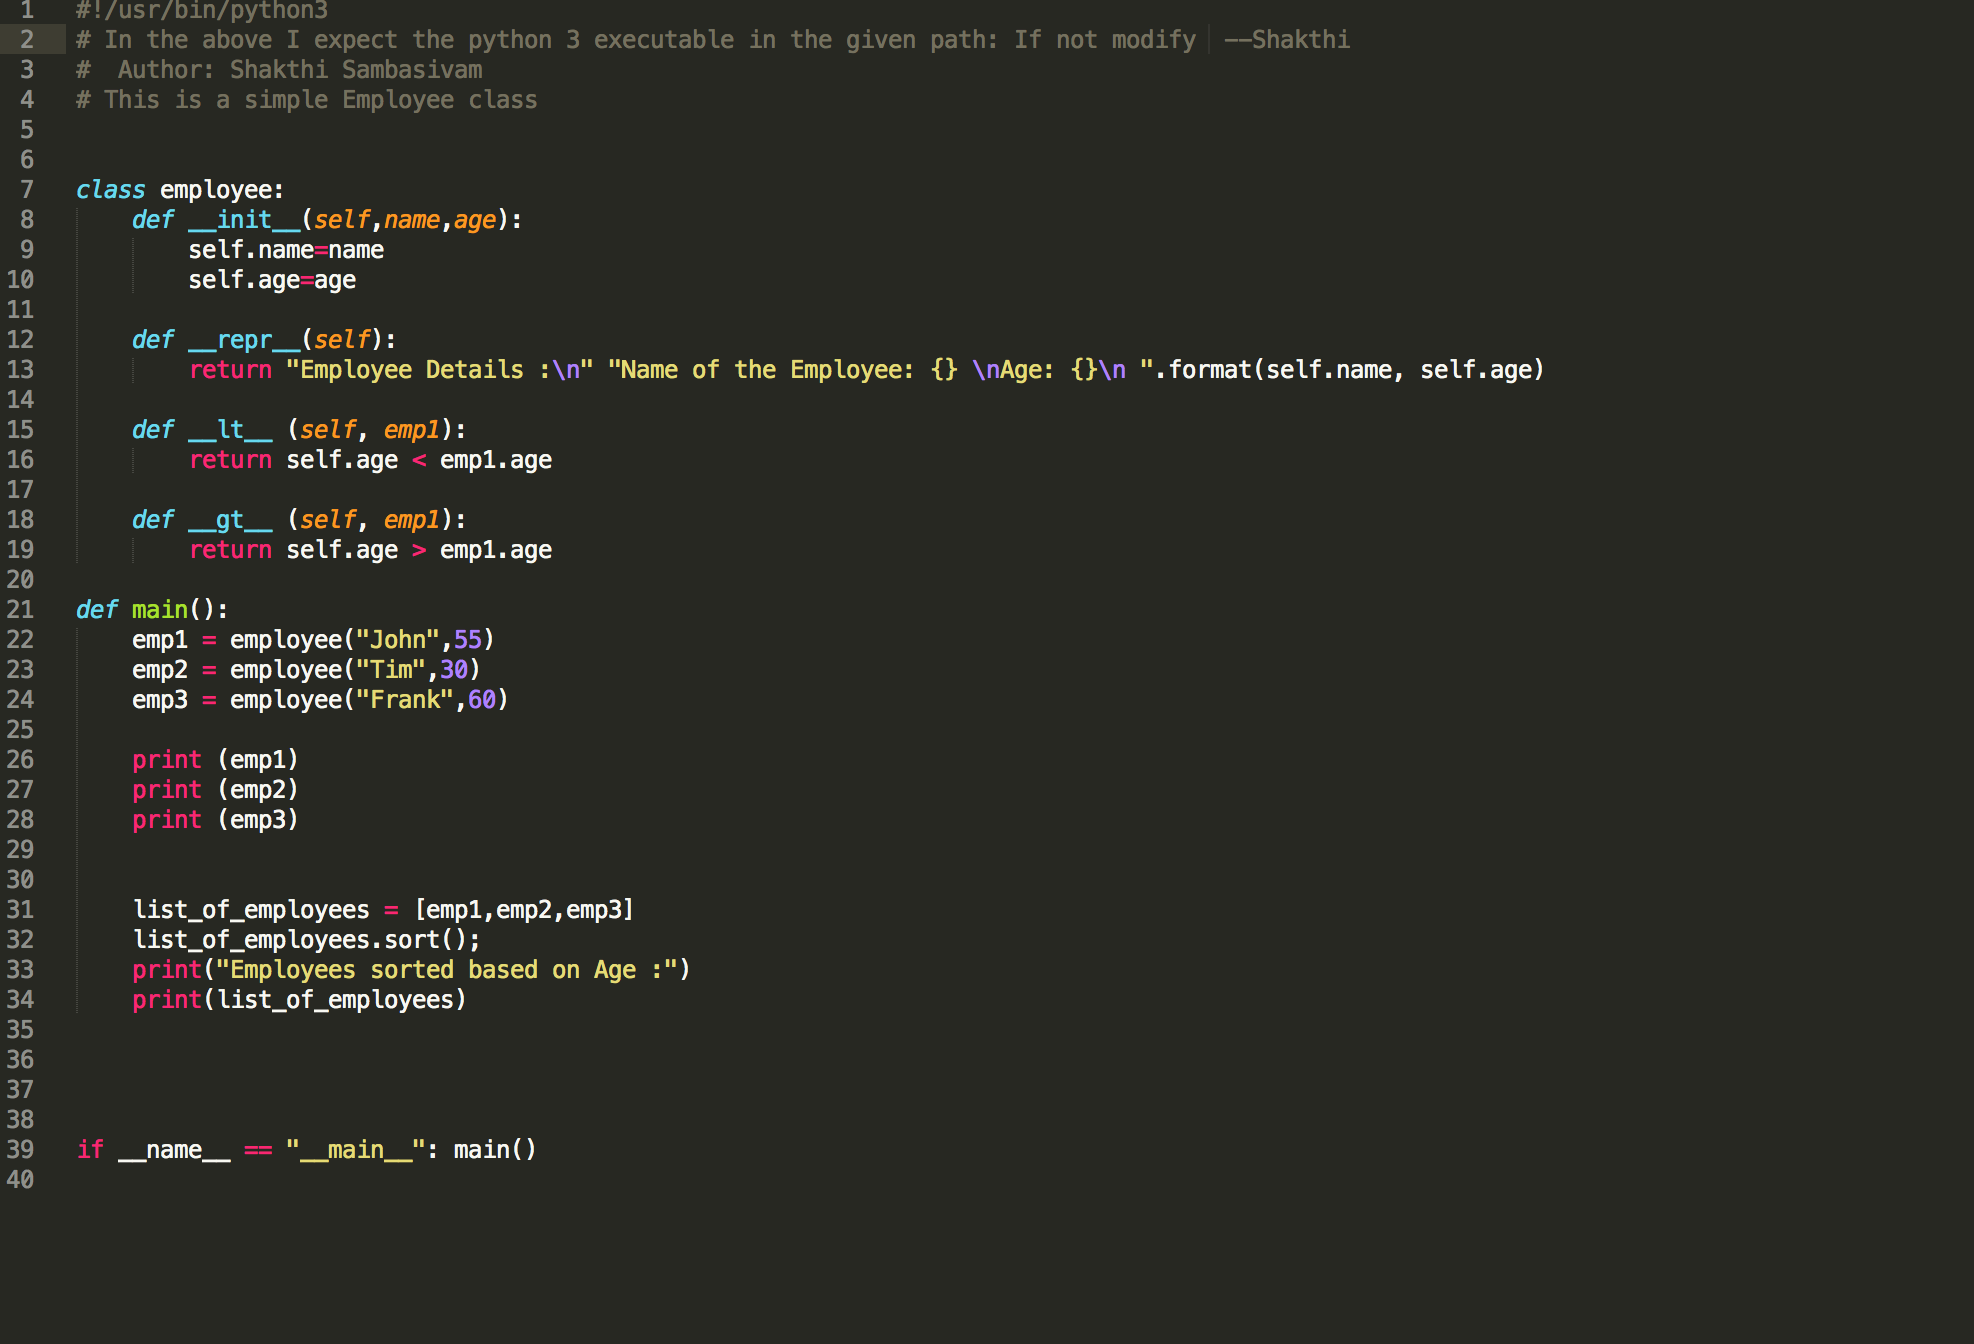 1 #!/usr/bin/python3
2 # In the above I expect the python 3 executable in the given path: If not modify --Shakthi
3 #  Author: Shakthi Sambasivam
4 # This is a simple Employee class
5
6
7 class employee:
8     def __init__(self,name,age):
9         self.name=name
10         self.age=age
11
12     def __repr__(self):
13         return "Employee Details :\n" "Name of the Employee: {} \nAge: {}\n ".format(self.name, self.age)
14
15     def __lt__ (self, emp1):
16         return self.age < emp1.age
17
18     def __gt__ (self, emp1):
19         return self.age > emp1.age
20
21 def main():
22     emp1 = employee("John",55)
23     emp2 = employee("Tim",30)
24     emp3 = employee("Frank",60)
25
26     print (emp1)
27     print (emp2)
28     print (emp3)
29
30
31     list_of_employees = [emp1,emp2,emp3]
32     list_of_employees.sort();
33     print("Employees sorted based on Age :")
34     print(list_of_employees)
35
36
37
38
39 if __name__ == "__main__": main()
40